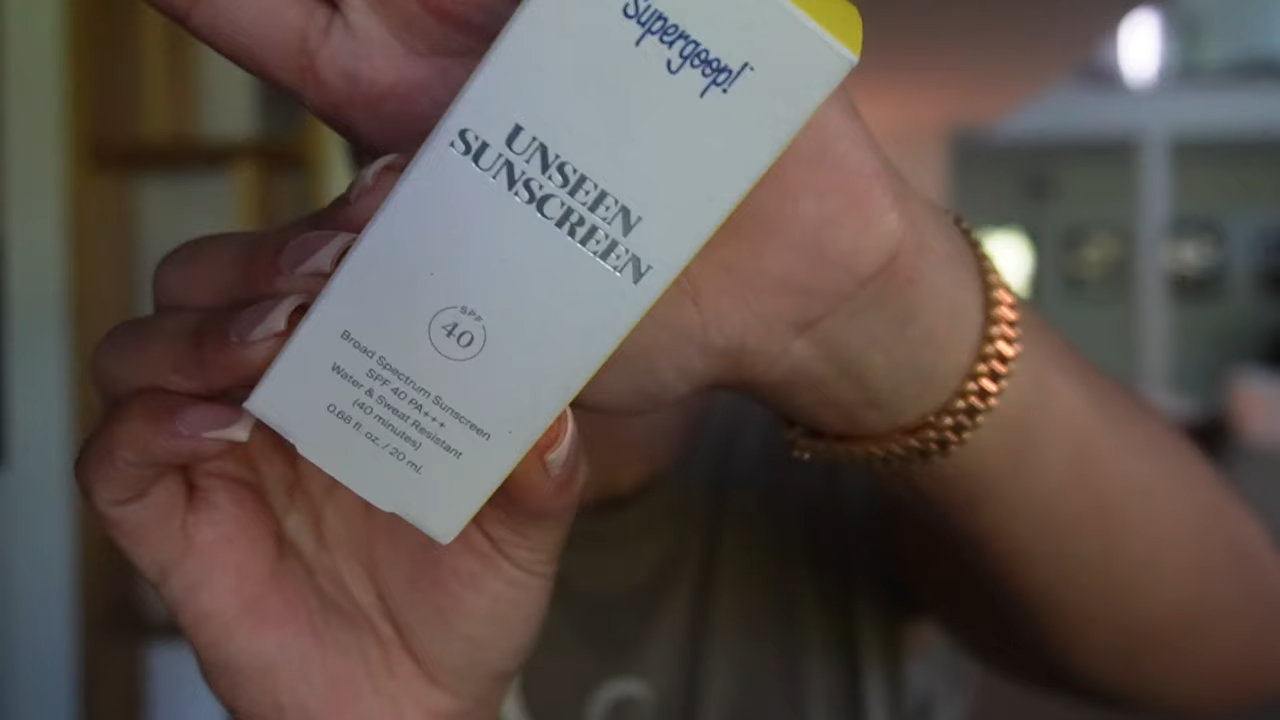 Supergoop!
UNSEEN
SUNSCREEN
SPF
40
Broad Spectrum Sunscreen
SPF 40 PA+++
Water & Sweat Resistant
(40 minutes)
0.68 fl. oz. / 20 mL